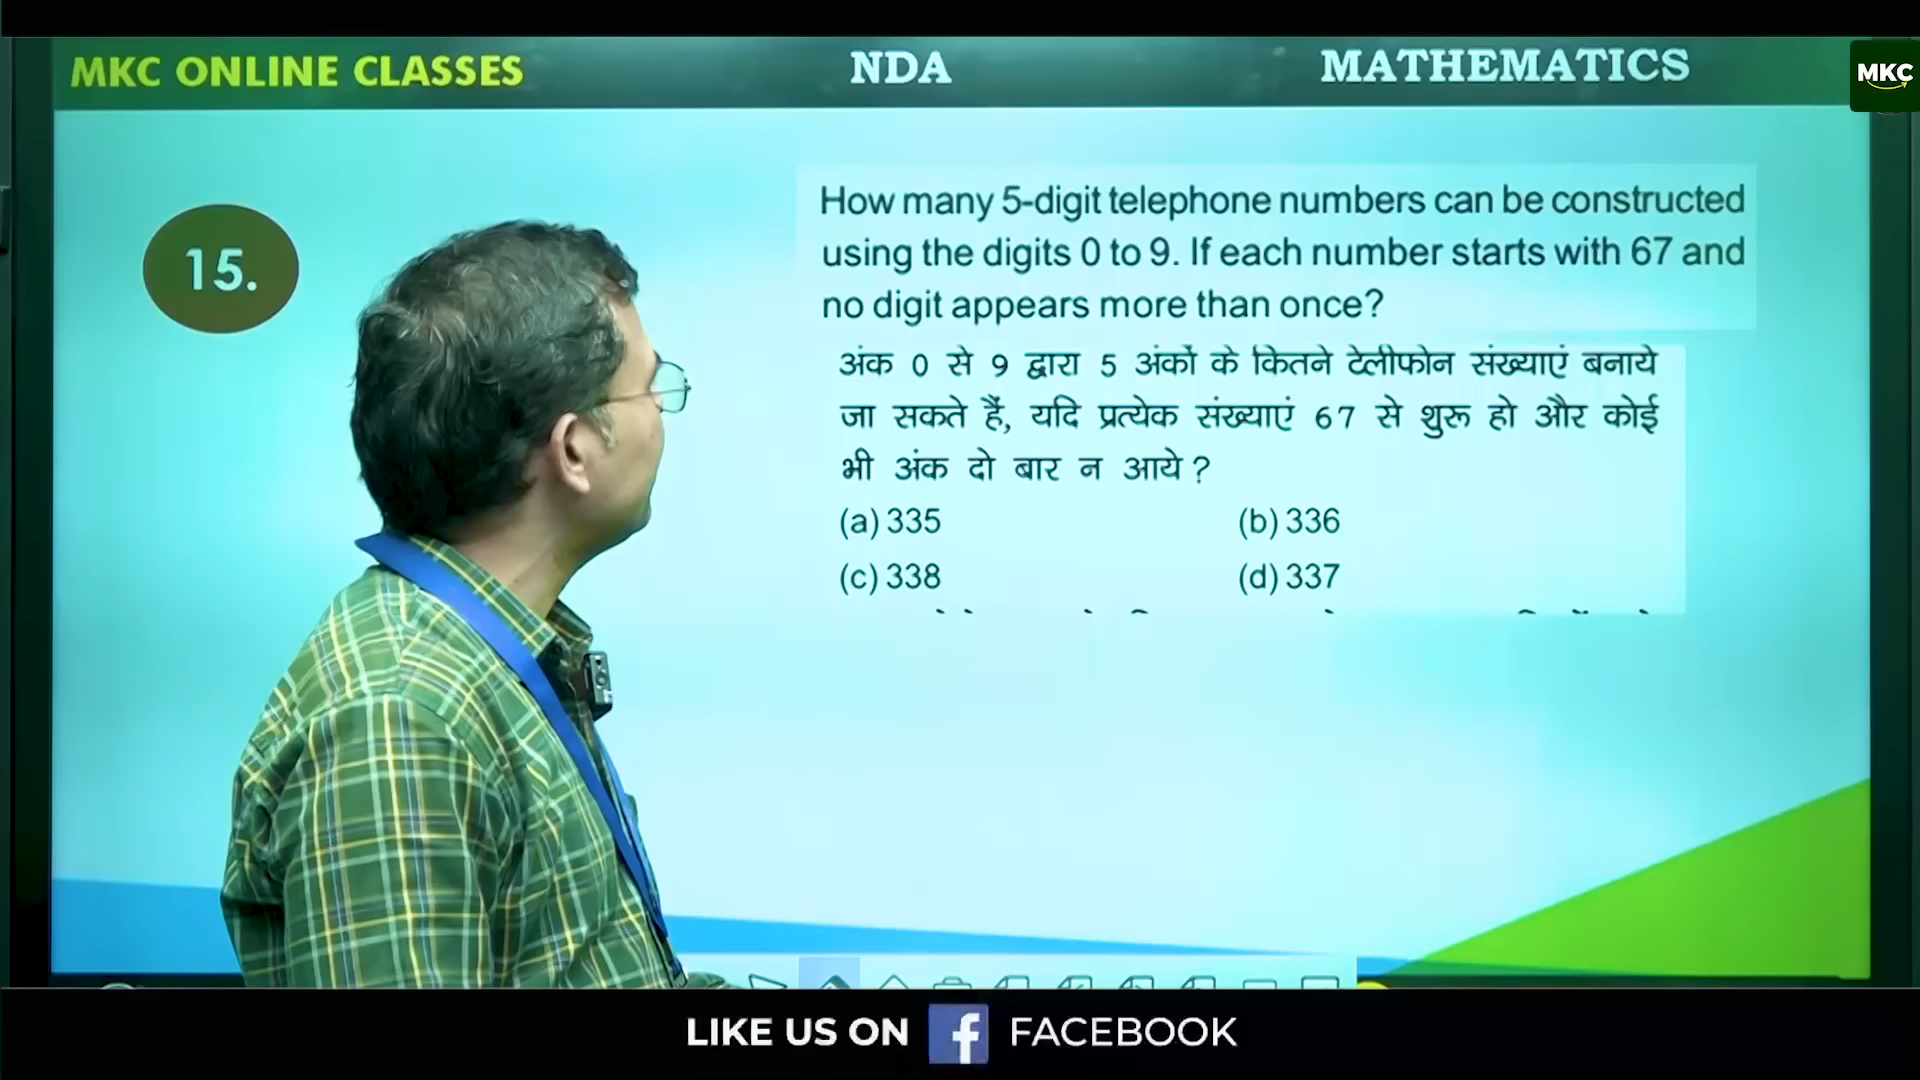 MKC ONLINE CLASSES NDA MATHEMATICS
MKC
15.
How many 5-digit telephone numbers can be constructed
using the digits 0 to 9. If each number starts with 67 and
no digit appears more than once?
अंक 0 से 9 द्वारा 5 अंकों के कितने टेलीफोन संख्याएं बनाये
जा सकते हैं, यदि प्रत्येक संख्याएं 67 से शुरू हो और कोई
भी अंक दो बार न आये ?
(a) 335 (b) 336
(c) 338 (d) 337
LIKE US ON f FACEBOOK